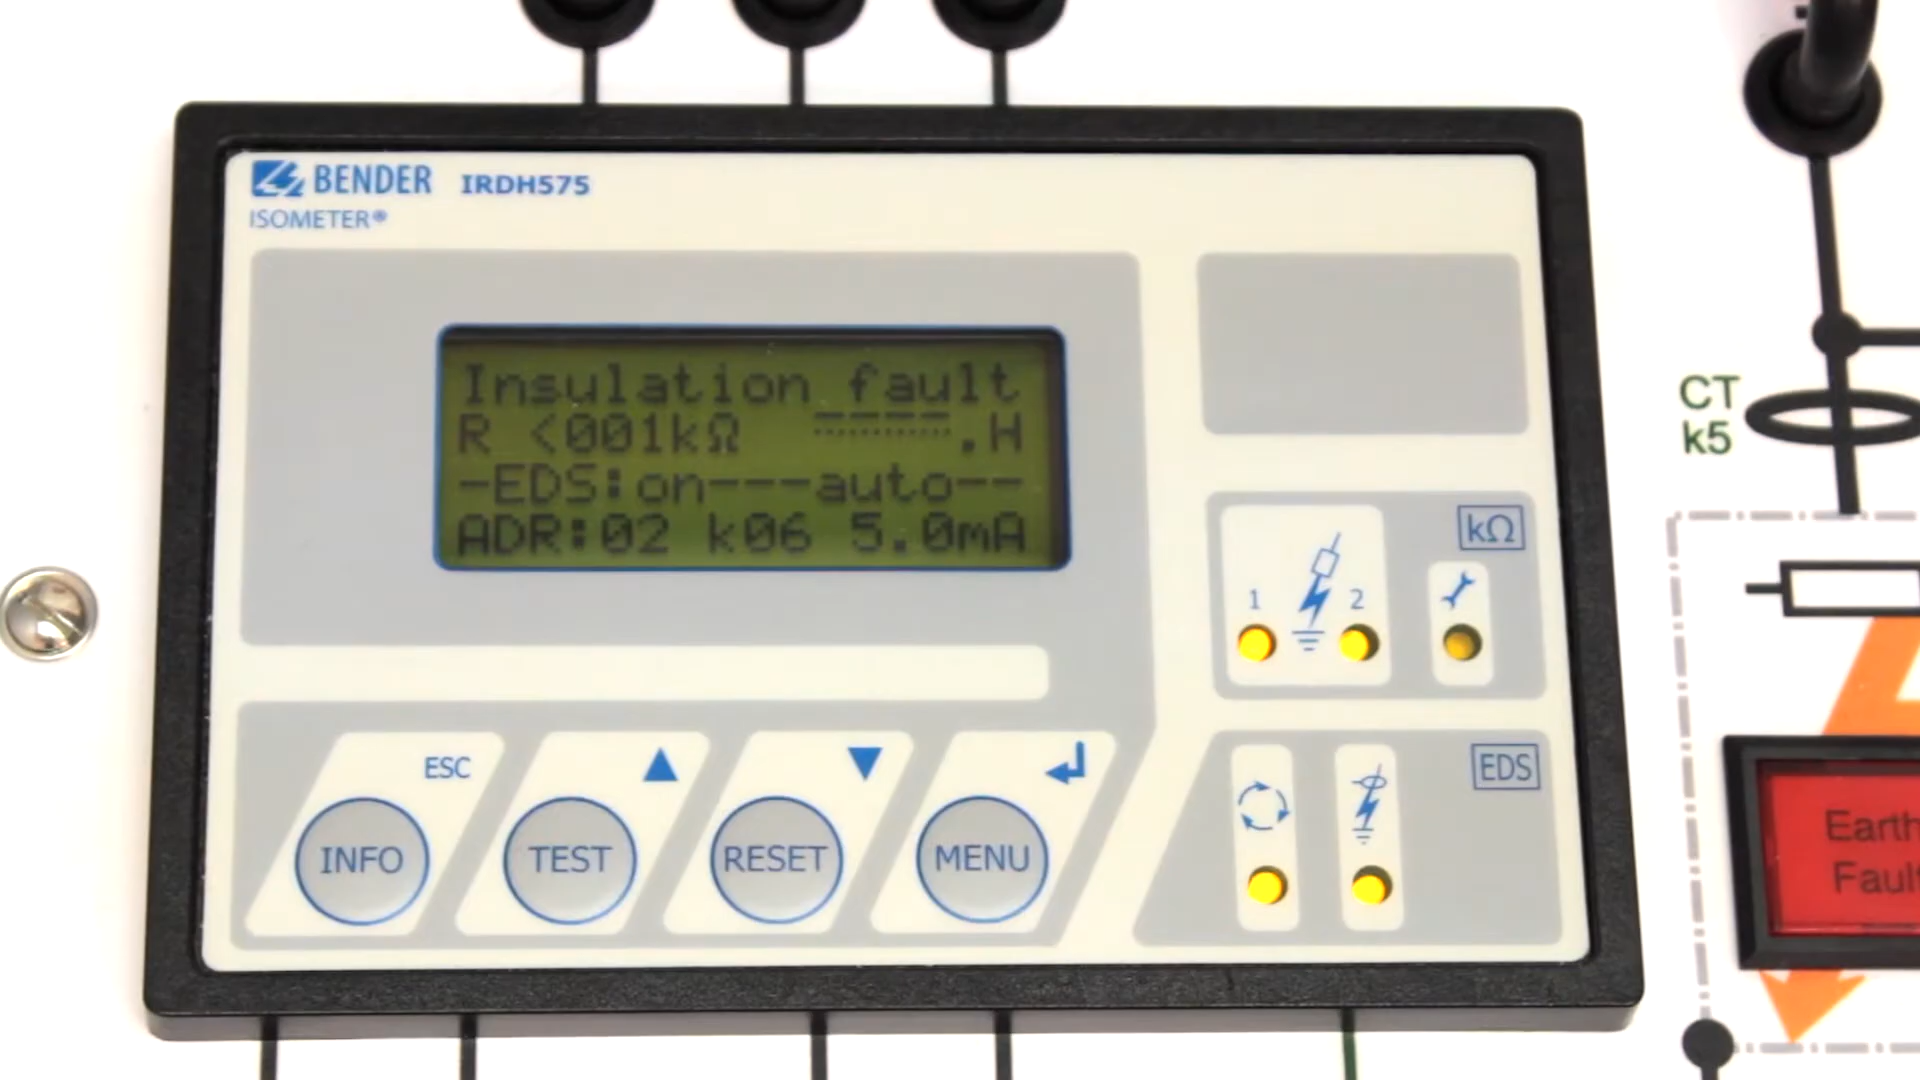 BENDER IRDH575
ISOMETER®
Insulation fault
R <001kΩ .H
-EDS:on---auto--
ADR:02 k06 5.0mA
kΩ
1 2
ESC
INFO
TEST
RESET
MENU
EDS
CT
k5
Earth
Fault